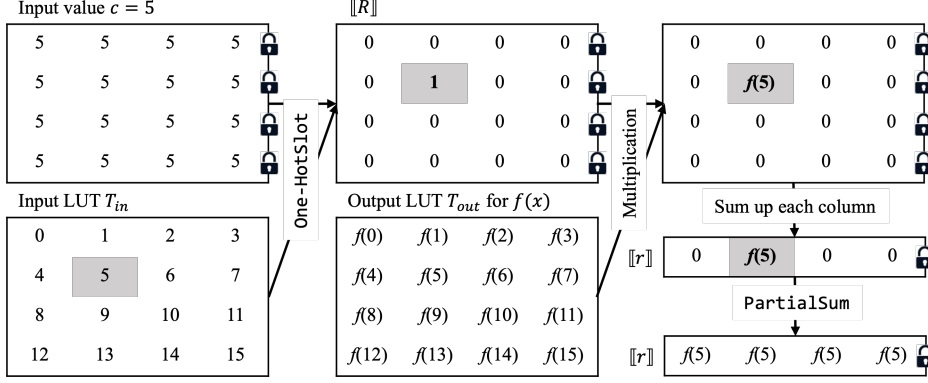 Input value c = 5
5 5 5 5
5 5 5 5
5 5 5 5
5 5 5 5
Input LUT T_in
0 1 2 3
4 5 6 7
8 9 10 11
12 13 14 15
One-HotSlot
⟦R⟧
0 0 0 0
0 1 0 0
0 0 0 0
0 0 0 0
Output LUT T_out for f(x)
f(0) f(1) f(2) f(3)
f(4) f(5) f(6) f(7)
f(8) f(9) f(10) f(11)
f(12) f(13) f(14) f(15)
Multiplication
0 0 0 0
0 f(5) 0 0
0 0 0 0
0 0 0 0
Sum up each column
⟦r⟧ 0 f(5) 0 0
PartialSum
⟦r⟧ f(5) f(5) f(5) f(5)